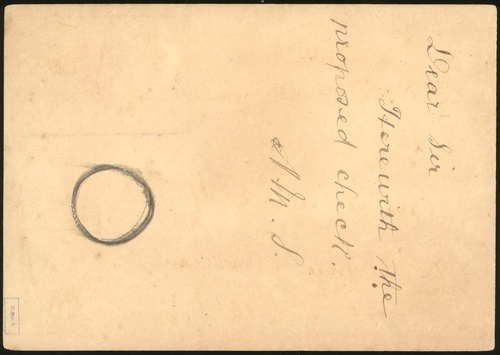 Dear Sir
Herewith the
proposed check.
N. M. S.